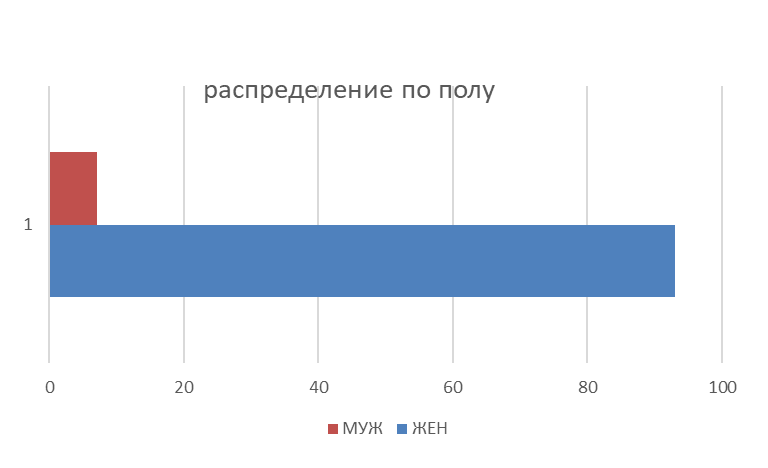 распределение по полу
1
0 20 40 60 80 100
МУЖ ЖЕН